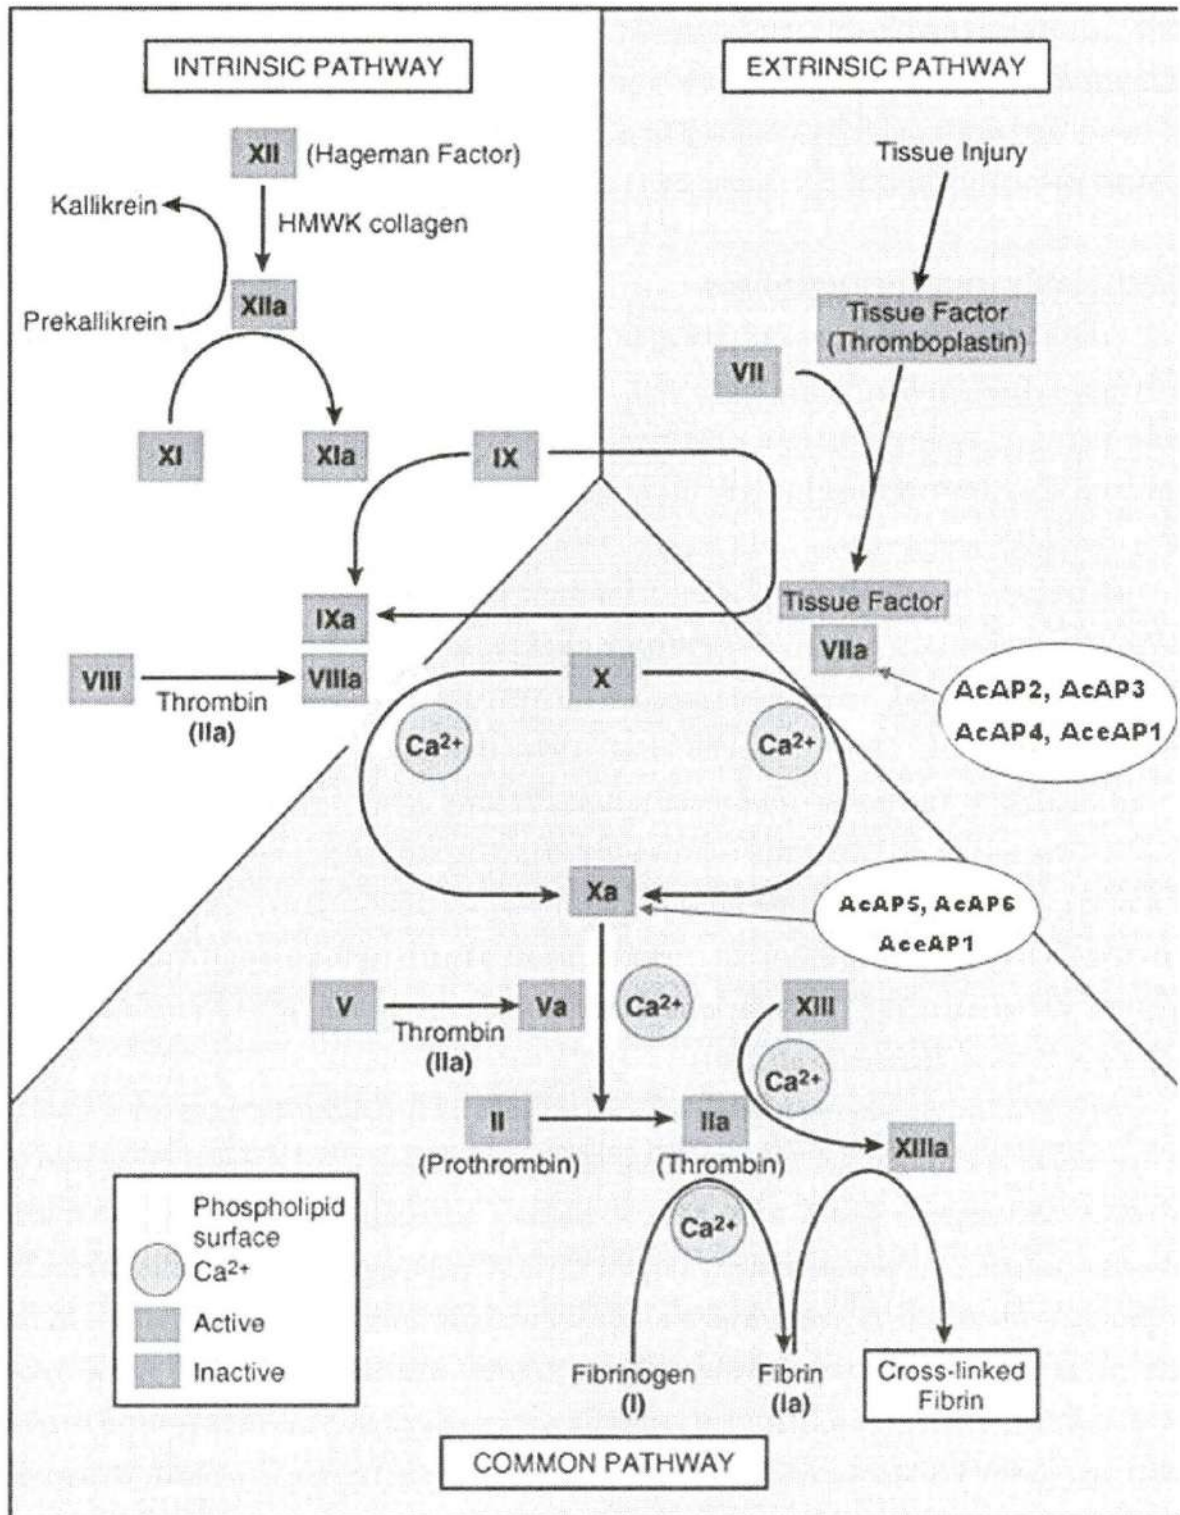 INTRINSIC PATHWAY
EXTRINSIC PATHWAY
XII (Hageman Factor)
Tissue Injury
Kallikrein
HMWK collagen
XIIa
Prekallikrein
Tissue Factor
(Thromboplastin)
VII
XI
XIa
IX
Tissue Factor
VIIa
IXa
VIII
VIIIa
Thrombin
(IIa)
X
Ca2+
Ca2+
AcAP2, AcAP3
AcAP4, AceAP1
Xa
AcAP5, AcAP6
AceAP1
V
Va
Thrombin
(IIa)
Ca2+
XIII
Ca2+
II
(Prothrombin)
IIa
(Thrombin)
XIIIa
Ca2+
Phospholipid
surface
Ca2+
Active
Inactive
Fibrinogen
(I)
Fibrin
(Ia)
Cross-linked
Fibrin
COMMON PATHWAY